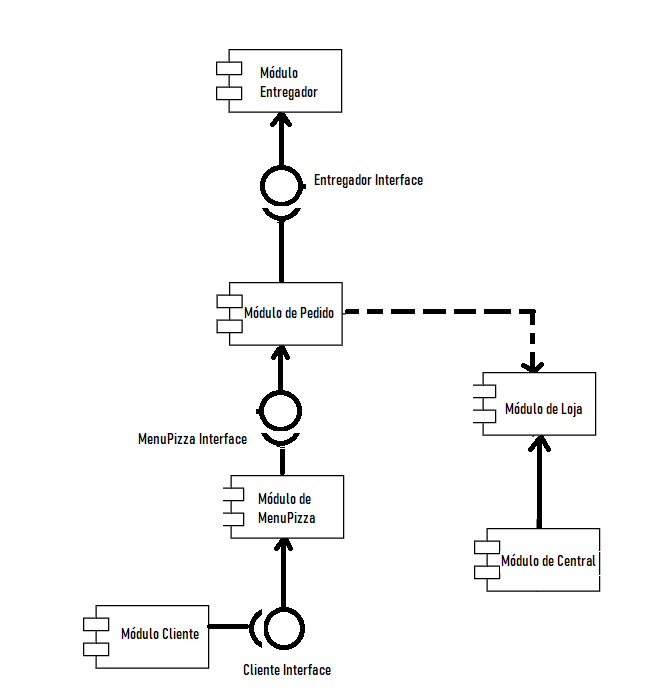 Módulo
Entregador
Entregador Interface
Módulo de Pedido
Módulo de Loja
MenuPizza Interface
Módulo de
MenuPizza
Módulo de Central
Módulo Cliente
Cliente Interface